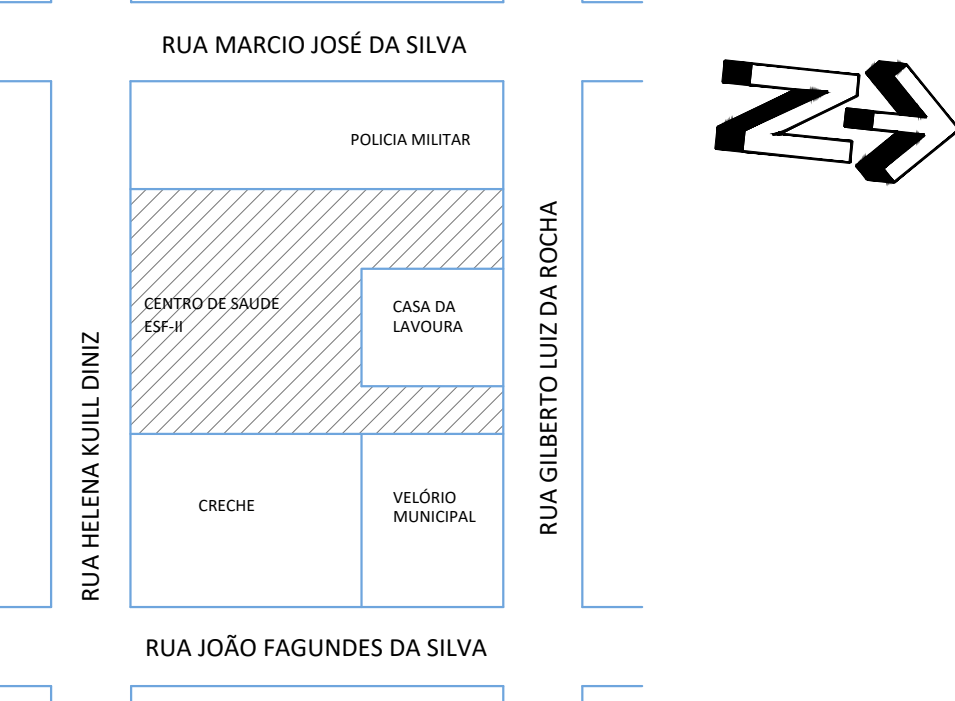 RUA MARCIO JOSÉ DA SILVA
POLICIA MILITAR
N
CENTRO DE SAUDE
ESF-II
CASA DA
LAVOURA
RUA HELENA KUILL DINIZ
RUA GILBERTO LUIZ DA ROCHA
CRECHE
VELÓRIO
MUNICIPAL
RUA JOÃO FAGUNDES DA SILVA